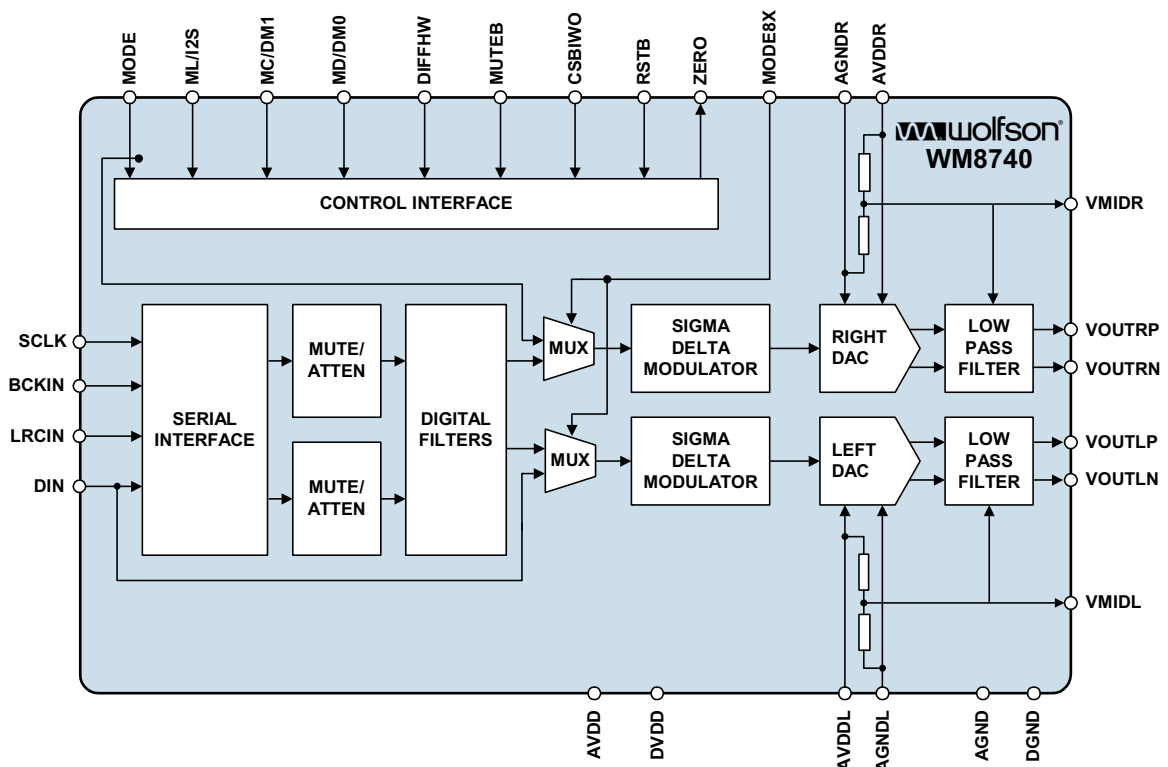 MODE
ML/I2S
MC/DM1
MD/DM0
DIFFHW
MUTEB
CSBIWO
RSTB
ZERO
MODE8X
AGNDR
AVDDR
wolfson®
WM8740
CONTROL INTERFACE
VMIDR
SCLK
BCKIN
LRCIN
DIN
SERIAL
INTERFACE
MUTE/
ATTEN
MUTE/
ATTEN
DIGITAL
FILTERS
MUX
MUX
SIGMA
DELTA
MODULATOR
SIGMA
DELTA
MODULATOR
RIGHT
DAC
LEFT
DAC
LOW
PASS
FILTER
LOW
PASS
FILTER
VOUTRP
VOUTRN
VOUTLP
VOUTLN
VMIDL
AVDD
DVDD
AVDDL
AGNDL
AGND
DGND